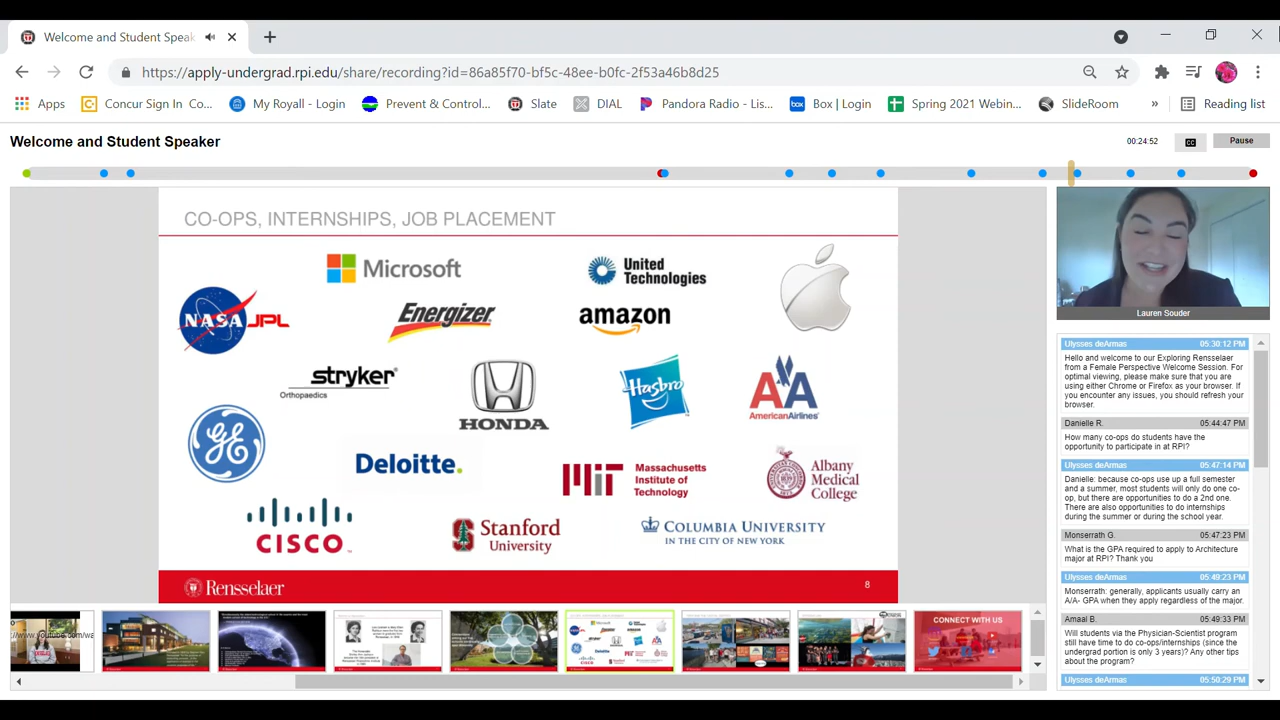 Welcome and Student Speak
https://apply-undergrad.rpi.edu/share/recording?id=86a85f70-bf5c-48ee-b0fc-2f53a46b8d25
Apps
Concur Sign In Co...
My Royall - Login
Prevent & Control...
Slate
DIAL
Pandora Radio - Lis...
Box | Login
Spring 2021 Webin...
SlideRoom
»
Reading list
Welcome and Student Speaker
00:24:52
CC
Pause
CO-OPS, INTERNSHIPS, JOB PLACEMENT
Microsoft
United
Technologies
NASA JPL
Energizer
amazon
stryker
Orthopaedics
HONDA
Hasbro
AA
AmericanAirlines
GE
Deloitte.
MIT
Massachusetts
Institute of
Technology
Albany
Medical
College
CISCO
Stanford
University
COLUMBIA UNIVERSITY
IN THE CITY OF NEW YORK
Rensselaer
8
CONNECT WITH US
Lauren Souder
Ulysses deArmas 05:30:12 PM
Hello and welcome to our Exploring Rensselaer
from a Female Perspective Welcome Session. For
optimal viewing, please make sure that you are
using either Chrome or Firefox as your browser. If
you encounter any issues, you should refresh your
browser.
Danielle R. 05:44:47 PM
How many co-ops do students have the
opportunity to participate in at RPI?
Ulysses deArmas 05:47:14 PM
Danielle: because co-ops use up a full semester
and a summer, most students will only do one co-
op, but there are opportunities to do a 2nd one.
There are also opportunities to do internships
during the summer or during the school year.
Monserrath G. 05:47:23 PM
What is the GPA required to apply to Architecture
major at RPI? Thank you
Ulysses deArmas 05:49:23 PM
Monserrath: generally, applicants usually carry an
A/A- GPA when they apply regardless of the major.
Amaal B. 05:49:33 PM
Will students via the Physician-Scientist program
still have time to do co-ops/internships (since the
undergrad portion is only 3 years)? Any other tips
about the program?
Ulysses deArmas 05:50:29 PM